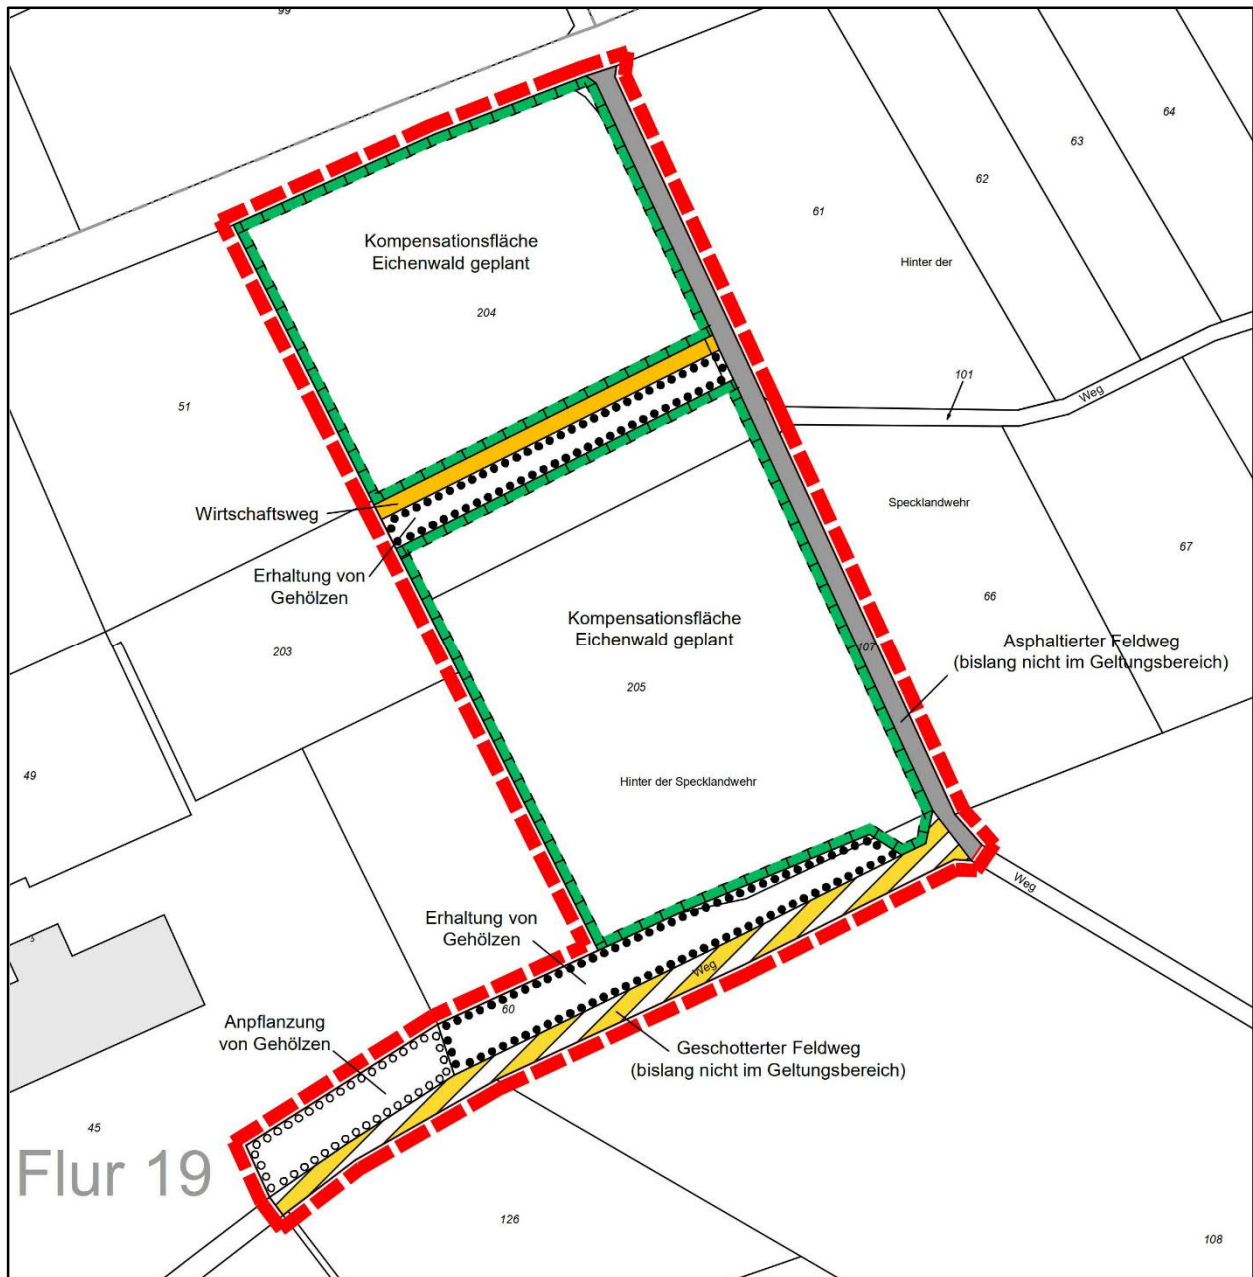 99
64
63
62
61
Hinter der
Kompensationsfläche
Eichenwald geplant
204
101
Weg
51
Wirtschaftsweg
Specklandwehr
67
Erhaltung von
Gehölzen
66
Kompensationsfläche
Eichenwald geplant
203
107
Asphaltierter Feldweg
(bislang nicht im Geltungsbereich)
205
49
Hinter der Specklandwehr
Weg
Erhaltung von
Gehölzen
3
Weg
60
Anpflanzung
von Gehölzen
Geschotterter Feldweg
(bislang nicht im Geltungsbereich)
45
Flur 19
126
108